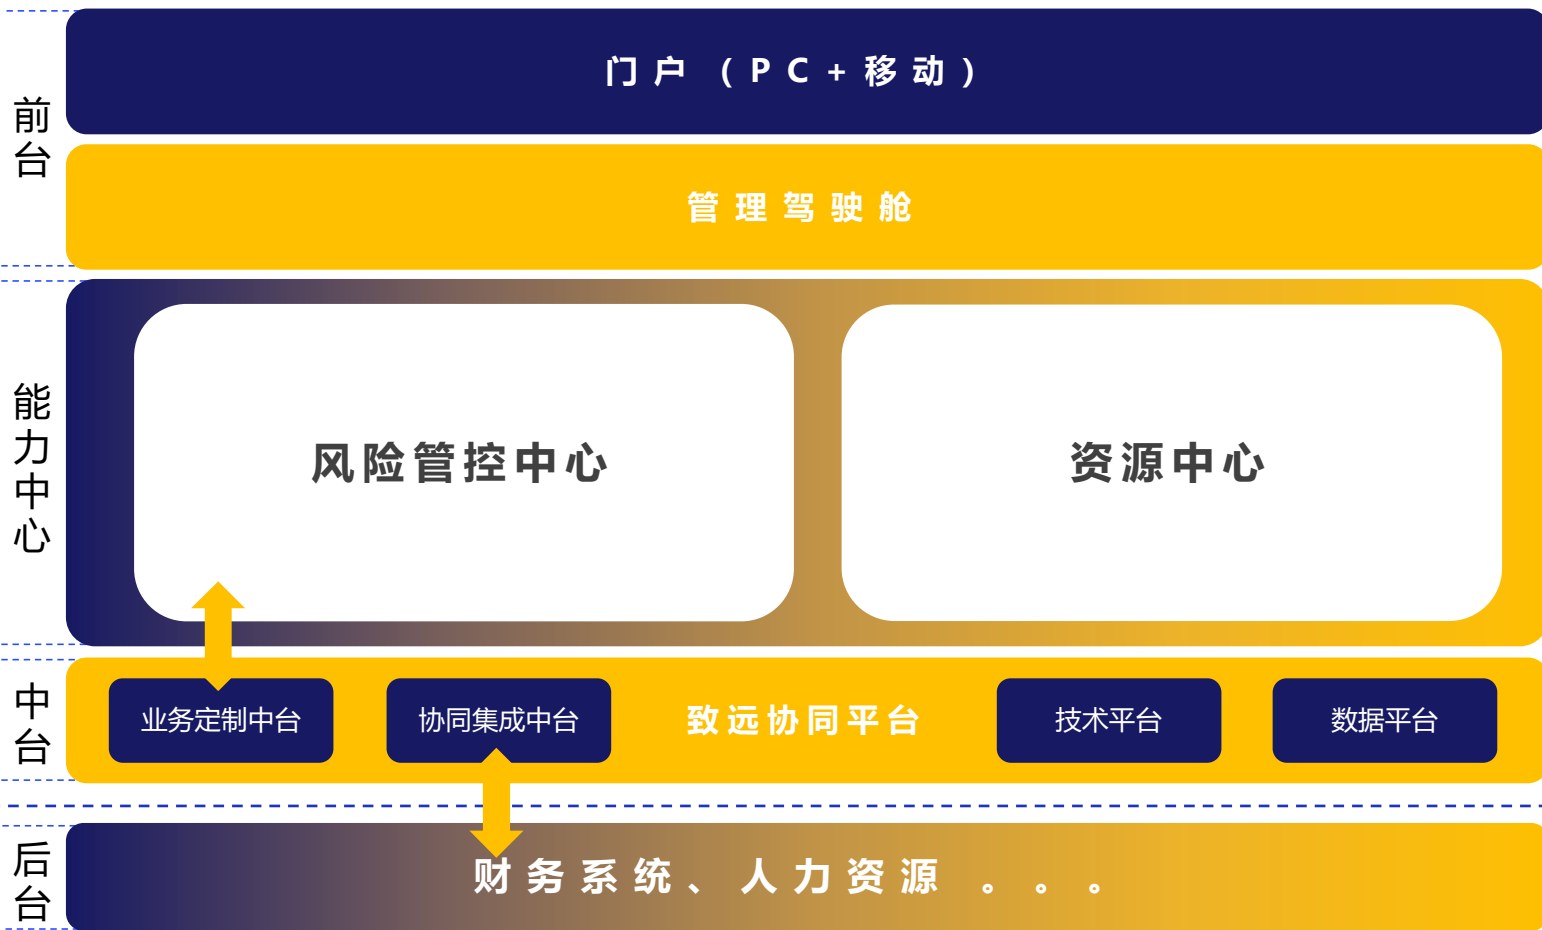 前台
门户（PC+移动）
管理驾驶舱
能力中心
风险管控中心
资源中心
中台
业务定制中台
协同集成中台
致远协同平台
技术平台
数据平台
后台
财务系统、人力资源 。。。